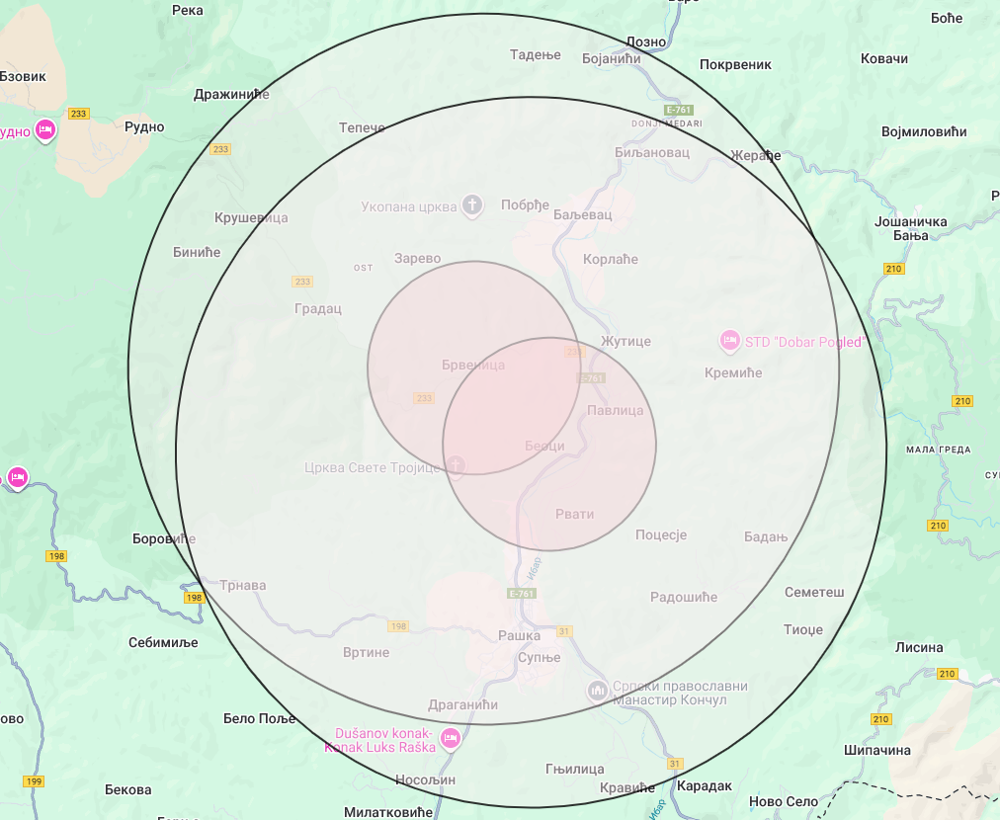 Река
Боће
Лозно
Тадење
Бојанићи
Ковачи
Покрвеник
Бзовик
Дражиниће
233
E-761
Рудно
Тепече
DONJI MEDARI
Војмиловићи
233
Биљановац
Жерађе
Укопана црква
Побрђе
Баљевац
Крушевица
Јошаничка
Бања
Биниће
Зарево
Корлаће
OST
210
233
Градац
Жутице
STD "Dobar Pogled"
233
Брвеница
Кремиће
E-761
233
210
Павлица
Беоци
МАЛА ГРЕДА
Црква Свете Тројице
Рвати
210
Боровиће
Поцесје
Бадањ
198
Ибар
Трнава
E-761
Семетеш
198
Радошиће
198
31
Тиоџе
Рашка
Себимиље
Вртине
Супње
Лисина
210
Српски православни
Манастир Кончул
Драганићи
Бело Поље
210
Dušanov konak-
Konak Luks Raška
Шипачина
31
Гњилица
199
Носољин
Бекова
Кравиће
Карадак
Ново Село
Милатковиће
Ибар